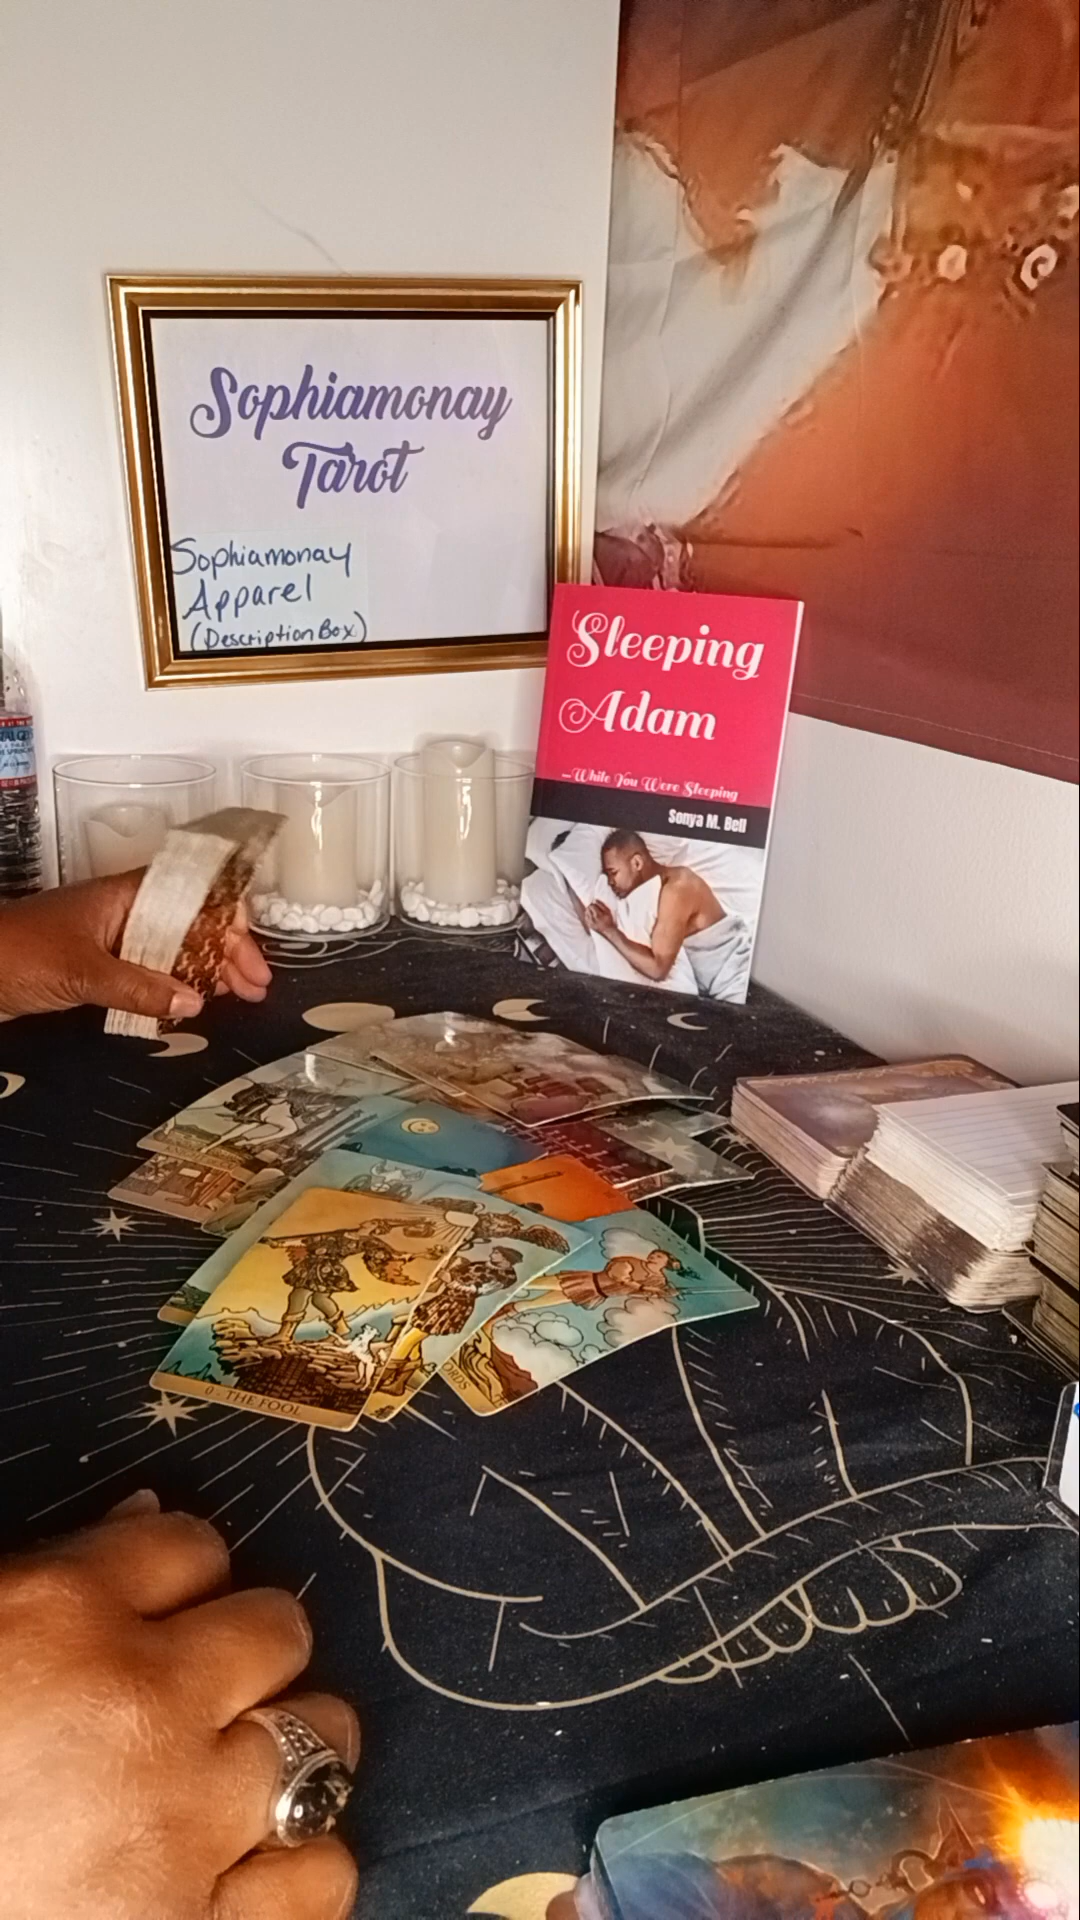 Sophiamonay
Tarot
Sophiamonay
Apparel
(Description Box)
Sleeping
Adam
...While You Were Sleeping
Sonya M. Bell
0 - THE FOOL